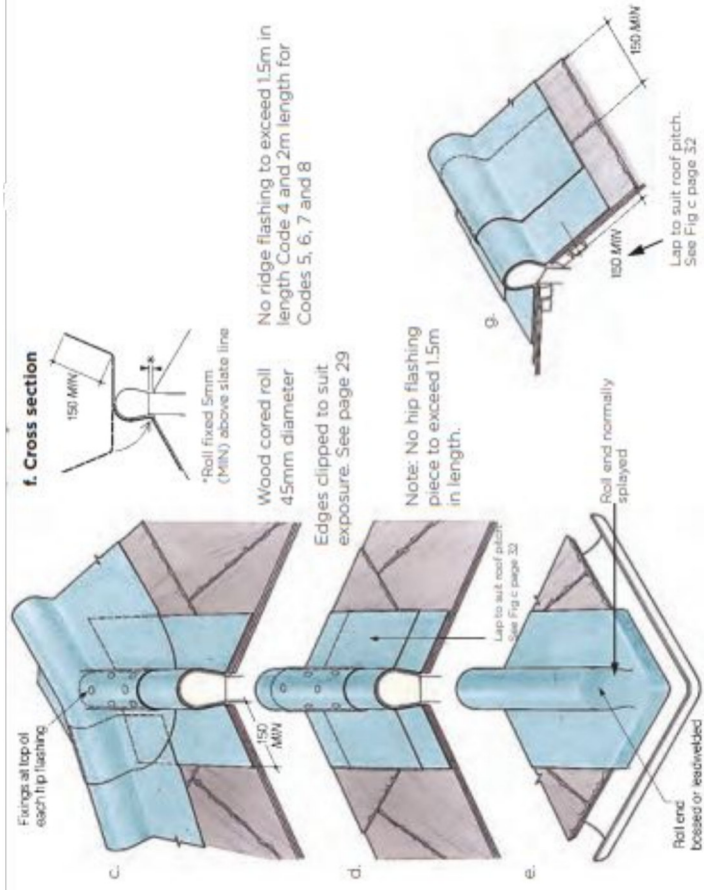 Fixings at top of
each hip flashing
c.
150
MIN
d.
Lap to suit roof pitch.
See Fig c page 32
e.
Roll end normally
splayed
Roll end
bossed or leadwelded
f. Cross section
150 MIN
*
*Roll fixed 5mm
(MIN) above slate line
Wood cored roll
45mm diameter
Edges clipped to suit
exposure. See page 29
Note: No hip flashing
piece to exceed 1.5m
in length.
No ridge flashing to exceed 1.5m in
length Code 4 and 2m length for
Codes 5, 6, 7 and 8
g.
150 MIN
150 MIN
Lap to suit roof pitch.
See Fig c page 32